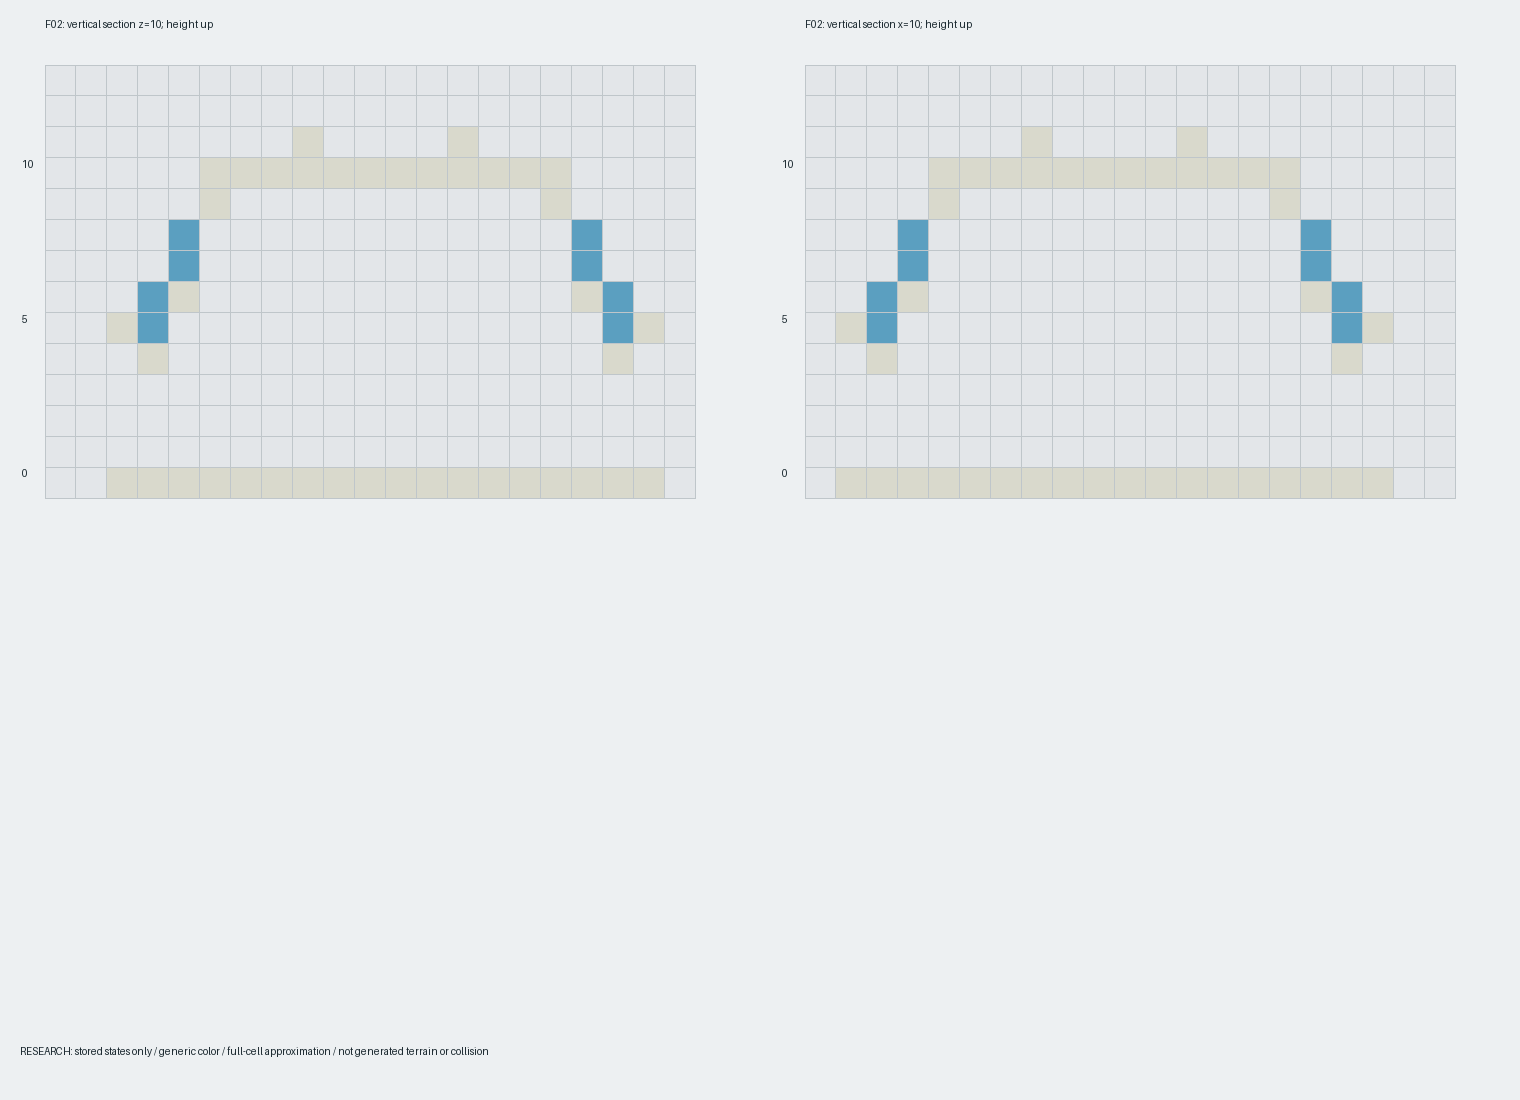 F02: vertical section z=10; height up
F02: vertical section x=10; height up
10
10
5
5
0
0
RESEARCH: stored states only / generic color / full-cell approximation / not generated terrain or collision